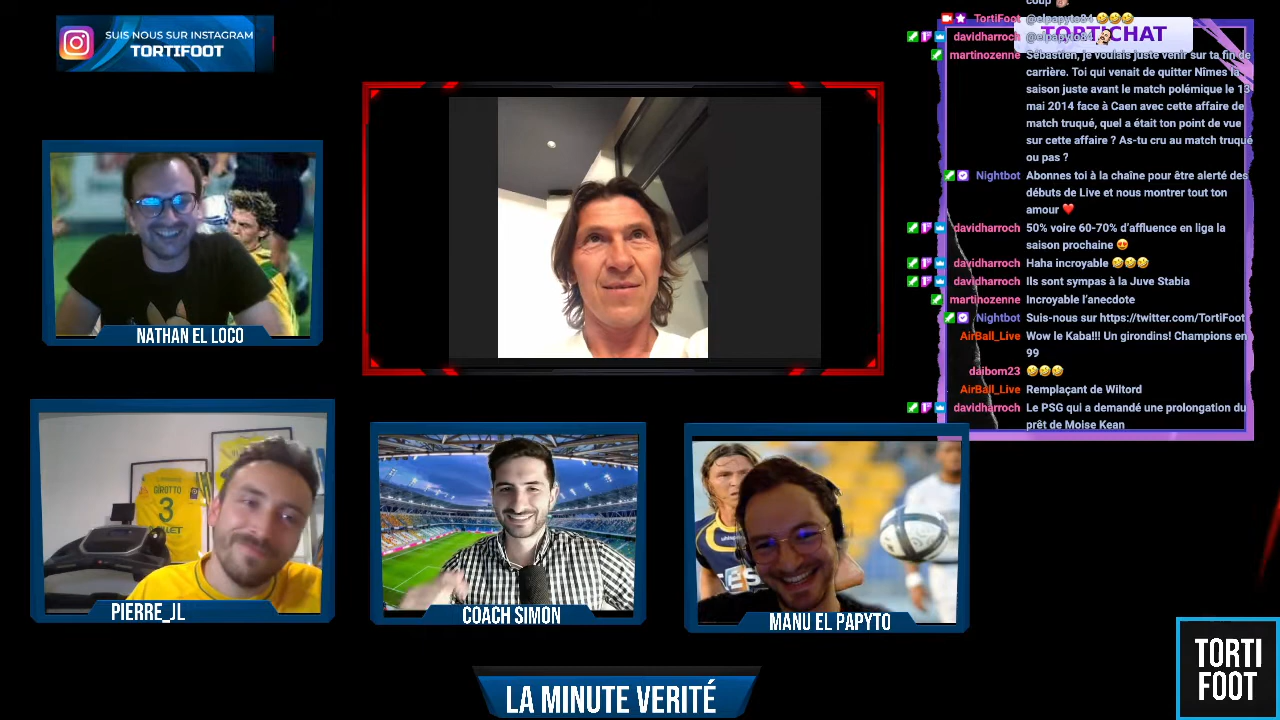 SUIS NOUS SUR INSTAGRAM
TORTIFOOT
NATHAN EL LOCO
GIROTTO
3
PIERRE_JL
COACH SIMON
MANU EL PAPYTO
LA MINUTE VERITÉ
TORTI
FOOT
TORTICHAT
coup
TortiFoot @elpapyto84 🤣🤣🤣
davidharroch @elpapyto84
martinozenne Sébastien, je voulais juste venir sur ta fin de
carrière. Toi qui venait de quitter Nîmes la
saison juste avant le match polémique le 13
mai 2014 face à Caen avec cette affaire de
match truqué, quel a était ton point de vue
sur cette affaire ? As-tu cru au match truqué
ou pas ?
Nightbot Abonnes toi à la chaîne pour être alerté des
débuts de Live et nous montrer tout ton
amour ❤️
davidharroch 50% voire 60-70% d'affluence en liga la
saison prochaine 😍
davidharroch Haha incroyable 🤣🤣🤣
davidharroch Ils sont sympas à la Juve Stabia
martinozenne Incroyable l'anecdote
Nightbot Suis-nous sur https://twitter.com/TortiFoot
AirBall_Live Wow le Kaba!!! Un girondins! Champions en
99
daibom23 🤣🤣🤣
AirBall_Live Remplaçant de Wiltord
davidharroch Le PSG qui a demandé une prolongation du
prêt de Moise Kean